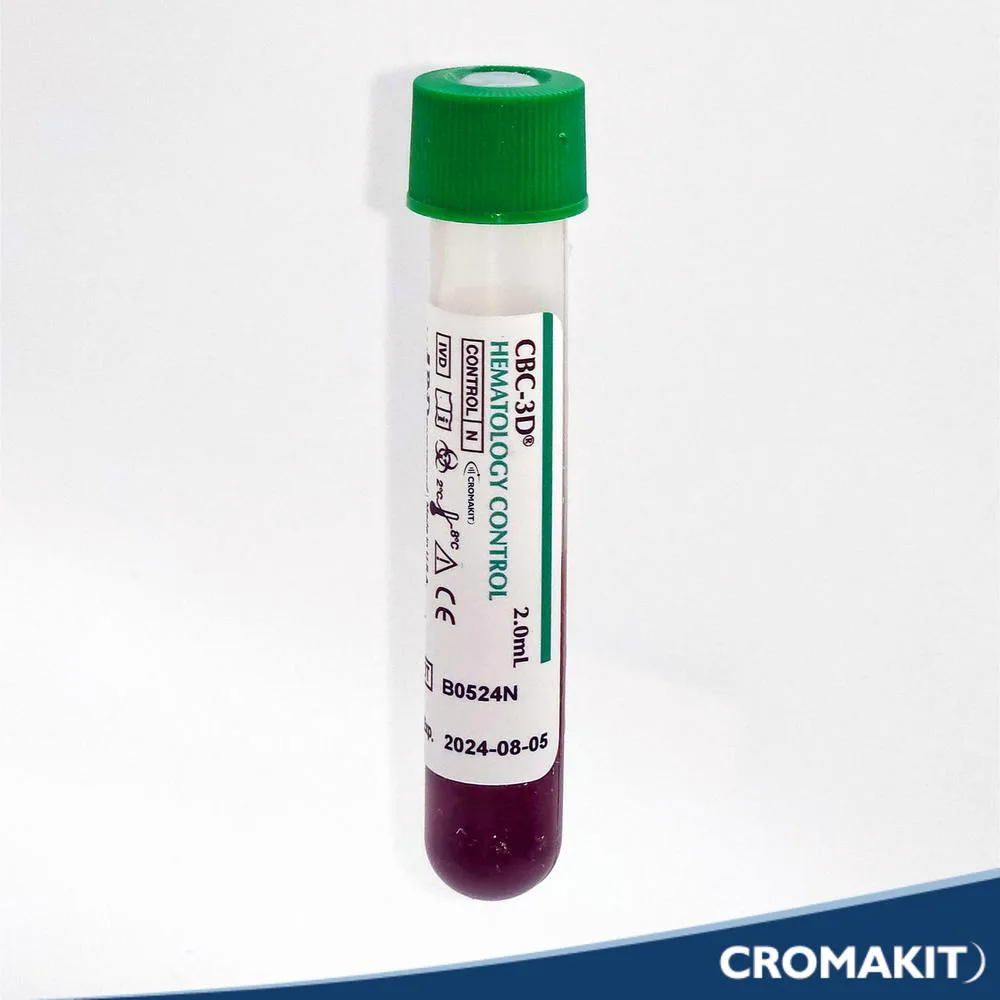 CBC-3D®
HEMATOLOGY CONTROL
2.0mL
CONTROL N
CROMAKIT)
IVD
2°C
8°C
CE
B0524N
2024-08-05
CROMAKIT)